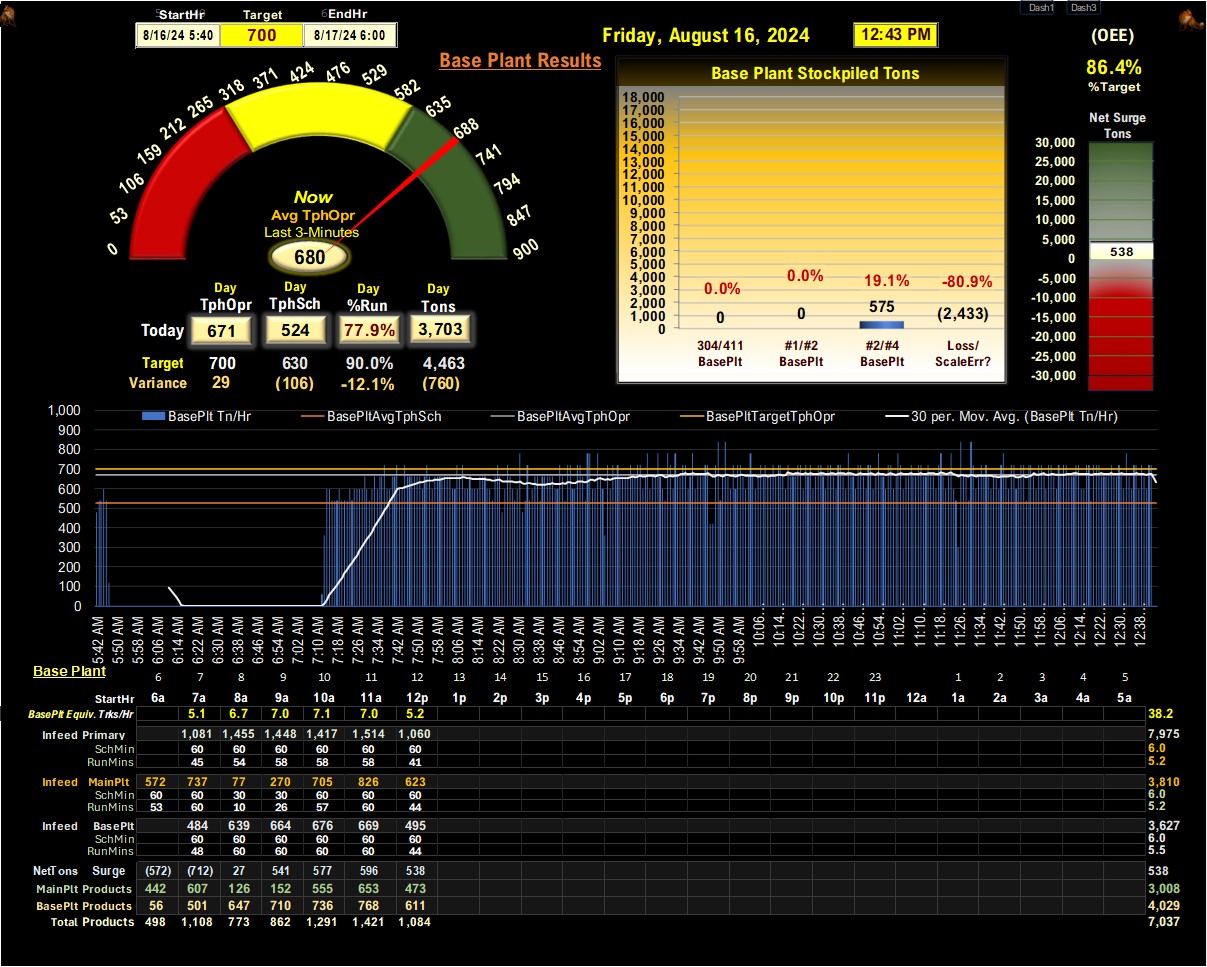 Dash1 Dash3
StartHr Target EndHr
8/16/24 5:40 700 8/17/24 6:00
Friday, August 16, 2024 12:43 PM
(OEE)
86.4%
%Target
Base Plant Results
0 53 106 159 212 265 318 371 424 476 529 582 635 688 741 794 847 900
Now
Avg TphOpr
Last 3-Minutes
680
Day Day Day Day
TphOpr TphSch %Run Tons
Today 671 524 77.9% 3,703
Target 700 630 90.0% 4,463
Variance 29 (106) -12.1% (760)
Base Plant Stockpiled Tons
18,000
17,000
16,000
15,000
14,000
13,000
12,000
11,000
10,000
9,000
8,000
7,000
6,000
5,000
4,000
3,000
2,000
1,000
0
0.0% 0.0% 19.1% -80.9%
0 0 575 (2,433)
304/411 #1/#2 #2/#4 Loss/
BasePlt BasePlt BasePlt ScaleErr?
Net Surge
Tons
30,000
25,000
20,000
15,000
10,000
5,000
538
0
-5,000
-10,000
-15,000
-20,000
-25,000
-30,000
BasePlt Tn/Hr BasePltAvgTphSch BasePltAvgTphOpr BasePltTargetTphOpr 30 per. Mov. Avg. (BasePlt Tn/Hr)
1,000
900
800
700
600
500
400
300
200
100
0
5:42 AM 5:50 AM 5:58 AM 6:06 AM 6:14 AM 6:22 AM 6:30 AM 6:38 AM 6:46 AM 6:54 AM 7:02 AM 7:10 AM 7:18 AM 7:26 AM 7:34 AM 7:42 AM 7:50 AM 7:58 AM 8:06 AM 8:14 AM 8:22 AM 8:30 AM 8:38 AM 8:46 AM 8:54 AM 9:02 AM 9:10 AM 9:18 AM 9:26 AM 9:34 AM 9:42 AM 9:50 AM 9:58 AM 10:06... 10:14... 10:22... 10:30... 10:38... 10:46... 10:54... 11:02... 11:10... 11:18... 11:26... 11:34... 11:42... 11:50... 11:58... 12:06... 12:14... 12:22... 12:30... 12:38...
Base Plant
6 7 8 9 10 11 12 13 14 15 16 17 18 19 20 21 22 23 1 2 3 4 5
StartHr 6a 7a 8a 9a 10a 11a 12p 1p 2p 3p 4p 5p 6p 7p 8p 9p 10p 11p 12a 1a 2a 3a 4a 5a
BasePlt Equiv. Trks/Hr 5.1 6.7 7.0 7.1 7.0 5.2 38.2
Infeed Primary 1,081 1,455 1,448 1,417 1,514 1,060 7,975
SchMin 60 60 60 60 60 60 6.0
RunMins 45 54 58 58 58 41 5.2
Infeed MainPlt 572 737 77 270 705 826 623 3,810
SchMin 60 60 30 30 60 60 60 6.0
RunMins 53 60 10 26 57 60 44 5.2
Infeed BasePlt 484 639 664 676 669 495 3,627
SchMin 60 60 60 60 60 60 6.0
RunMins 48 60 60 60 60 44 5.5
NetTons Surge (572) (712) 27 541 577 596 538 538
MainPlt Products 442 607 126 152 555 653 473 3,008
BasePlt Products 56 501 647 710 736 768 611 4,029
Total Products 498 1,108 773 862 1,291 1,421 1,084 7,037